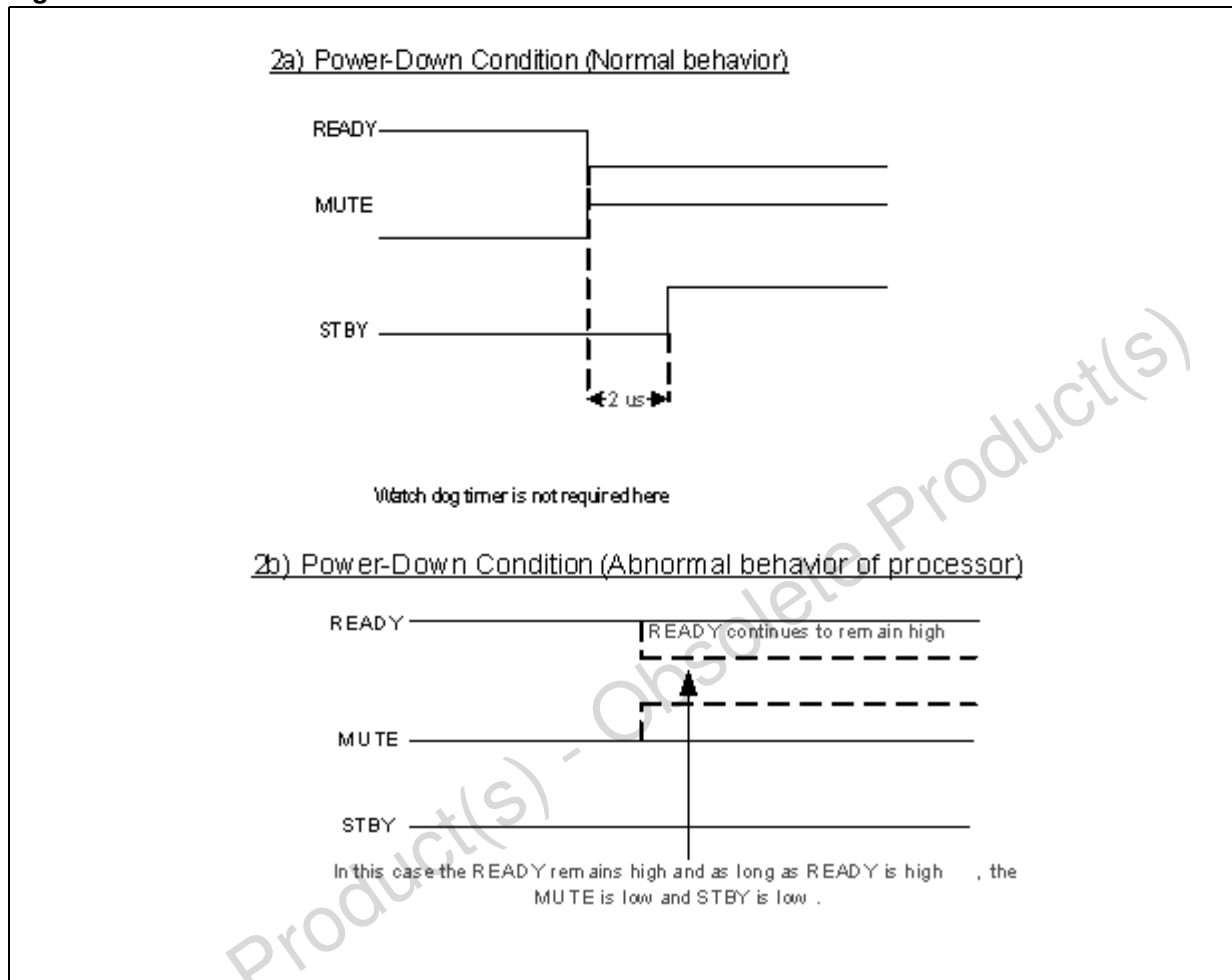 2a) Power-Down Condition (Normal behavior)
READY
MUTE
STBY
2 us
Watch dog timer is not required here
2b) Power-Down Condition (Abnormal behavior of processor)
READY
READY continues to remain high
MUTE
STBY
In this case the READY remains high and as long as READY is high , the
MUTE is low and STBY is low .
Product(s) - Obsolete Product(s)